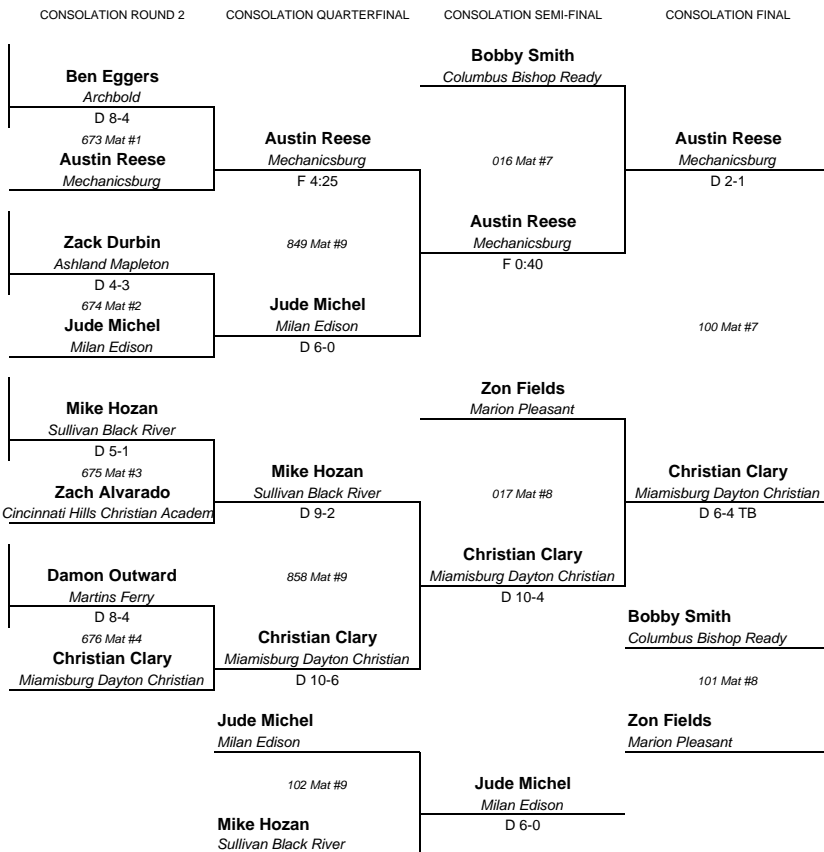 CONSOLATION ROUND 2
CONSOLATION QUARTERFINAL
CONSOLATION SEMI-FINAL
CONSOLATION FINAL
Ben Eggers
Archbold
D 8-4
673 Mat #1
Austin Reese
Mechanicsburg
Zack Durbin
Ashland Mapleton
D 4-3
674 Mat #2
Jude Michel
Milan Edison
Mike Hozan
Sullivan Black River
D 5-1
675 Mat #3
Zach Alvarado
Cincinnati Hills Christian Academ
Damon Outward
Martins Ferry
D 8-4
676 Mat #4
Christian Clary
Miamisburg Dayton Christian
Austin Reese
Mechanicsburg
F 4:25
849 Mat #9
Jude Michel
Milan Edison
D 6-0
Mike Hozan
Sullivan Black River
D 9-2
858 Mat #9
Christian Clary
Miamisburg Dayton Christian
D 10-6
Jude Michel
Milan Edison
102 Mat #9
Mike Hozan
Sullivan Black River
Bobby Smith
Columbus Bishop Ready
016 Mat #7
Austin Reese
Mechanicsburg
F 0:40
Zon Fields
Marion Pleasant
017 Mat #8
Christian Clary
Miamisburg Dayton Christian
D 10-4
Jude Michel
Milan Edison
D 6-0
Austin Reese
Mechanicsburg
D 2-1
100 Mat #7
Christian Clary
Miamisburg Dayton Christian
D 6-4 TB
Bobby Smith
Columbus Bishop Ready
101 Mat #8
Zon Fields
Marion Pleasant